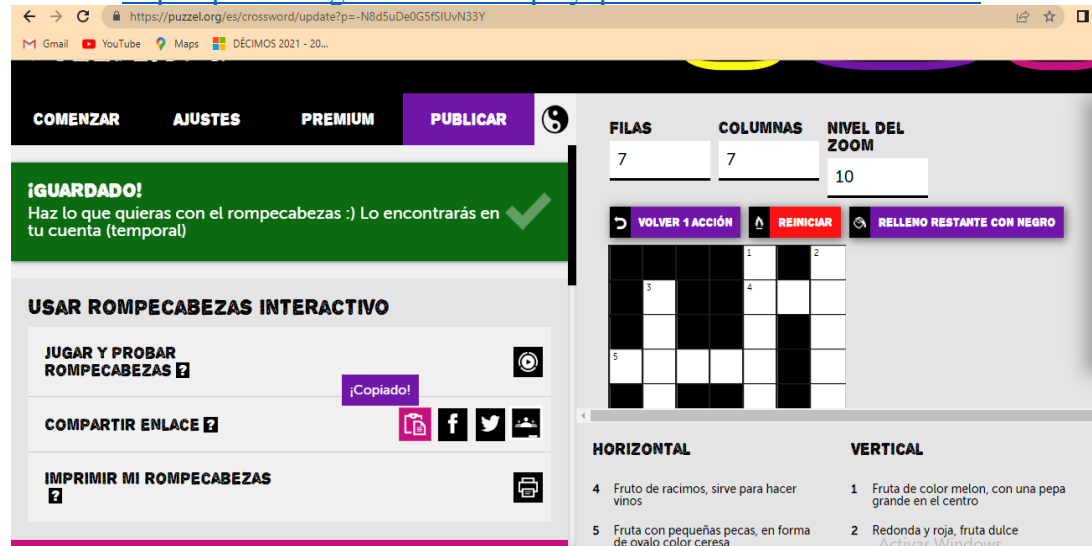 https://puzzel.org/es/crossword/update?p=-N8d5uDe0G5fSIUvN33Y
Gmail YouTube Maps DÉCIMOS 2021 - 20...
COMENZAR AJUSTES PREMIUM PUBLICAR
¡GUARDADO!
Haz lo que quieras con el rompecabezas :) Lo encontrarás en
tu cuenta (temporal)
USAR ROMPECABEZAS INTERACTIVO
JUGAR Y PROBAR
ROMPECABEZAS ?
¡Copiado!
COMPARTIR ENLACE ?
IMPRIMIR MI ROMPECABEZAS
?
FILAS COLUMNAS NIVEL DEL
ZOOM
7 7 10
VOLVER 1 ACCIÓN REINICIAR RELLENO RESTANTE CON NEGRO
1 2
3 4
5
HORIZONTAL
4 Fruto de racimos, sirve para hacer
vinos
5 Fruta con pequeñas pecas, en forma
de ovalo color ceresa
VERTICAL
1 Fruta de color melon, con una pepa
grande en el centro
2 Redonda y roja, fruta dulce
Activar Windows